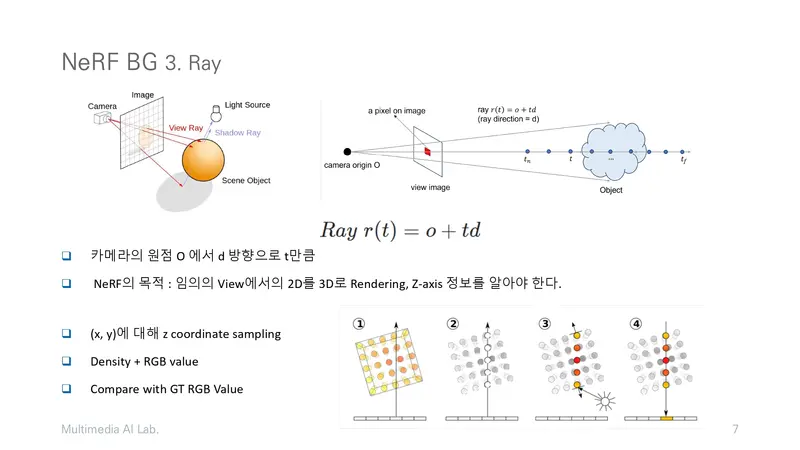 NeRF BG 3. Ray
Image
Camera
Light Source
View Ray
Shadow Ray
Scene Object
a pixel on image
ray r(t) = o + td
(ray direction = d)
camera origin O
t_n
t
...
t_f
view image
Object
Ray r(t) = o + td
카메라의 원점 O 에서 d 방향으로 t만큼
NeRF의 목적 : 임의의 View에서의 2D를 3D로 Rendering, Z-axis 정보를 알아야 한다.
(x, y)에 대해 z coordinate sampling
Density + RGB value
Compare with GT RGB Value
① ② ③ ④
Multimedia AI Lab.
7